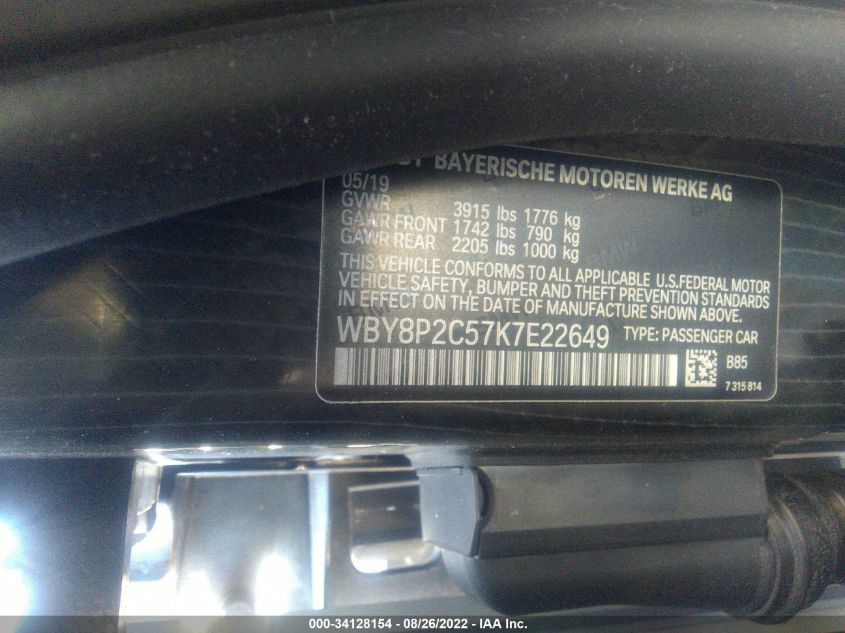 BAYERISCHE MOTOREN WERKE AG
05/19
GVWR 3915 lbs 1776 kg
GAWR FRONT 1742 lbs 790 kg
GAWR REAR 2205 lbs 1000 kg
THIS VEHICLE CONFORMS TO ALL APPLICABLE U.S.FEDERAL MOTOR
VEHICLE SAFETY, BUMPER AND THEFT PREVENTION STANDARDS
IN EFFECT ON THE DATE OF MANUFACTURE SHOWN ABOVE.
WBY8P2C57K7E22649 TYPE: PASSENGER CAR
B85
7 315 814
000-34128154 - 08/26/2022 - IAA Inc.